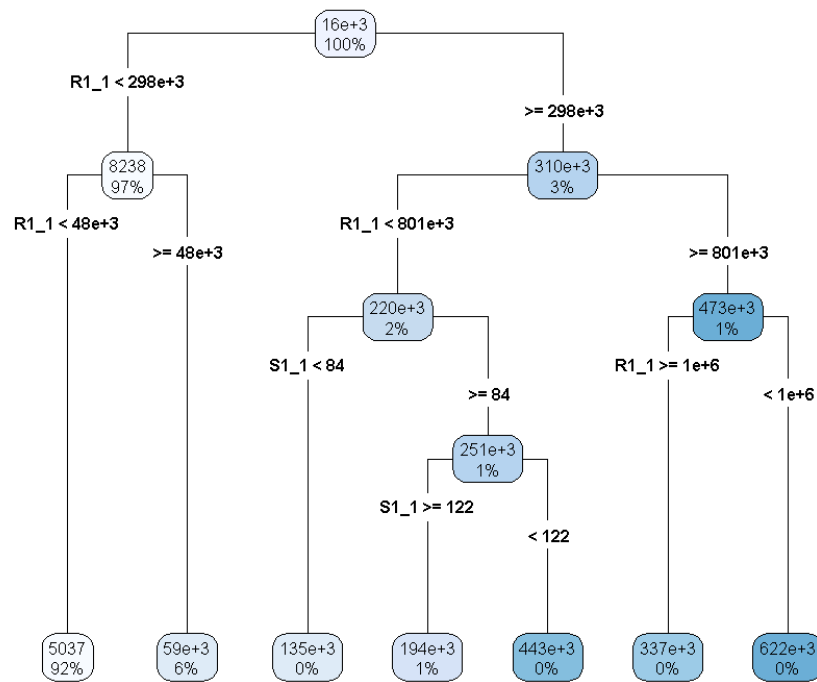 16e+3
100%
R1_1 < 298e+3
>= 298e+3
8238
97%
310e+3
3%
R1_1 < 48e+3
>= 48e+3
R1_1 < 801e+3
>= 801e+3
220e+3
2%
473e+3
1%
S1_1 < 84
>= 84
R1_1 >= 1e+6
< 1e+6
251e+3
1%
S1_1 >= 122
< 122
5037
92%
59e+3
6%
135e+3
0%
194e+3
1%
443e+3
0%
337e+3
0%
622e+3
0%